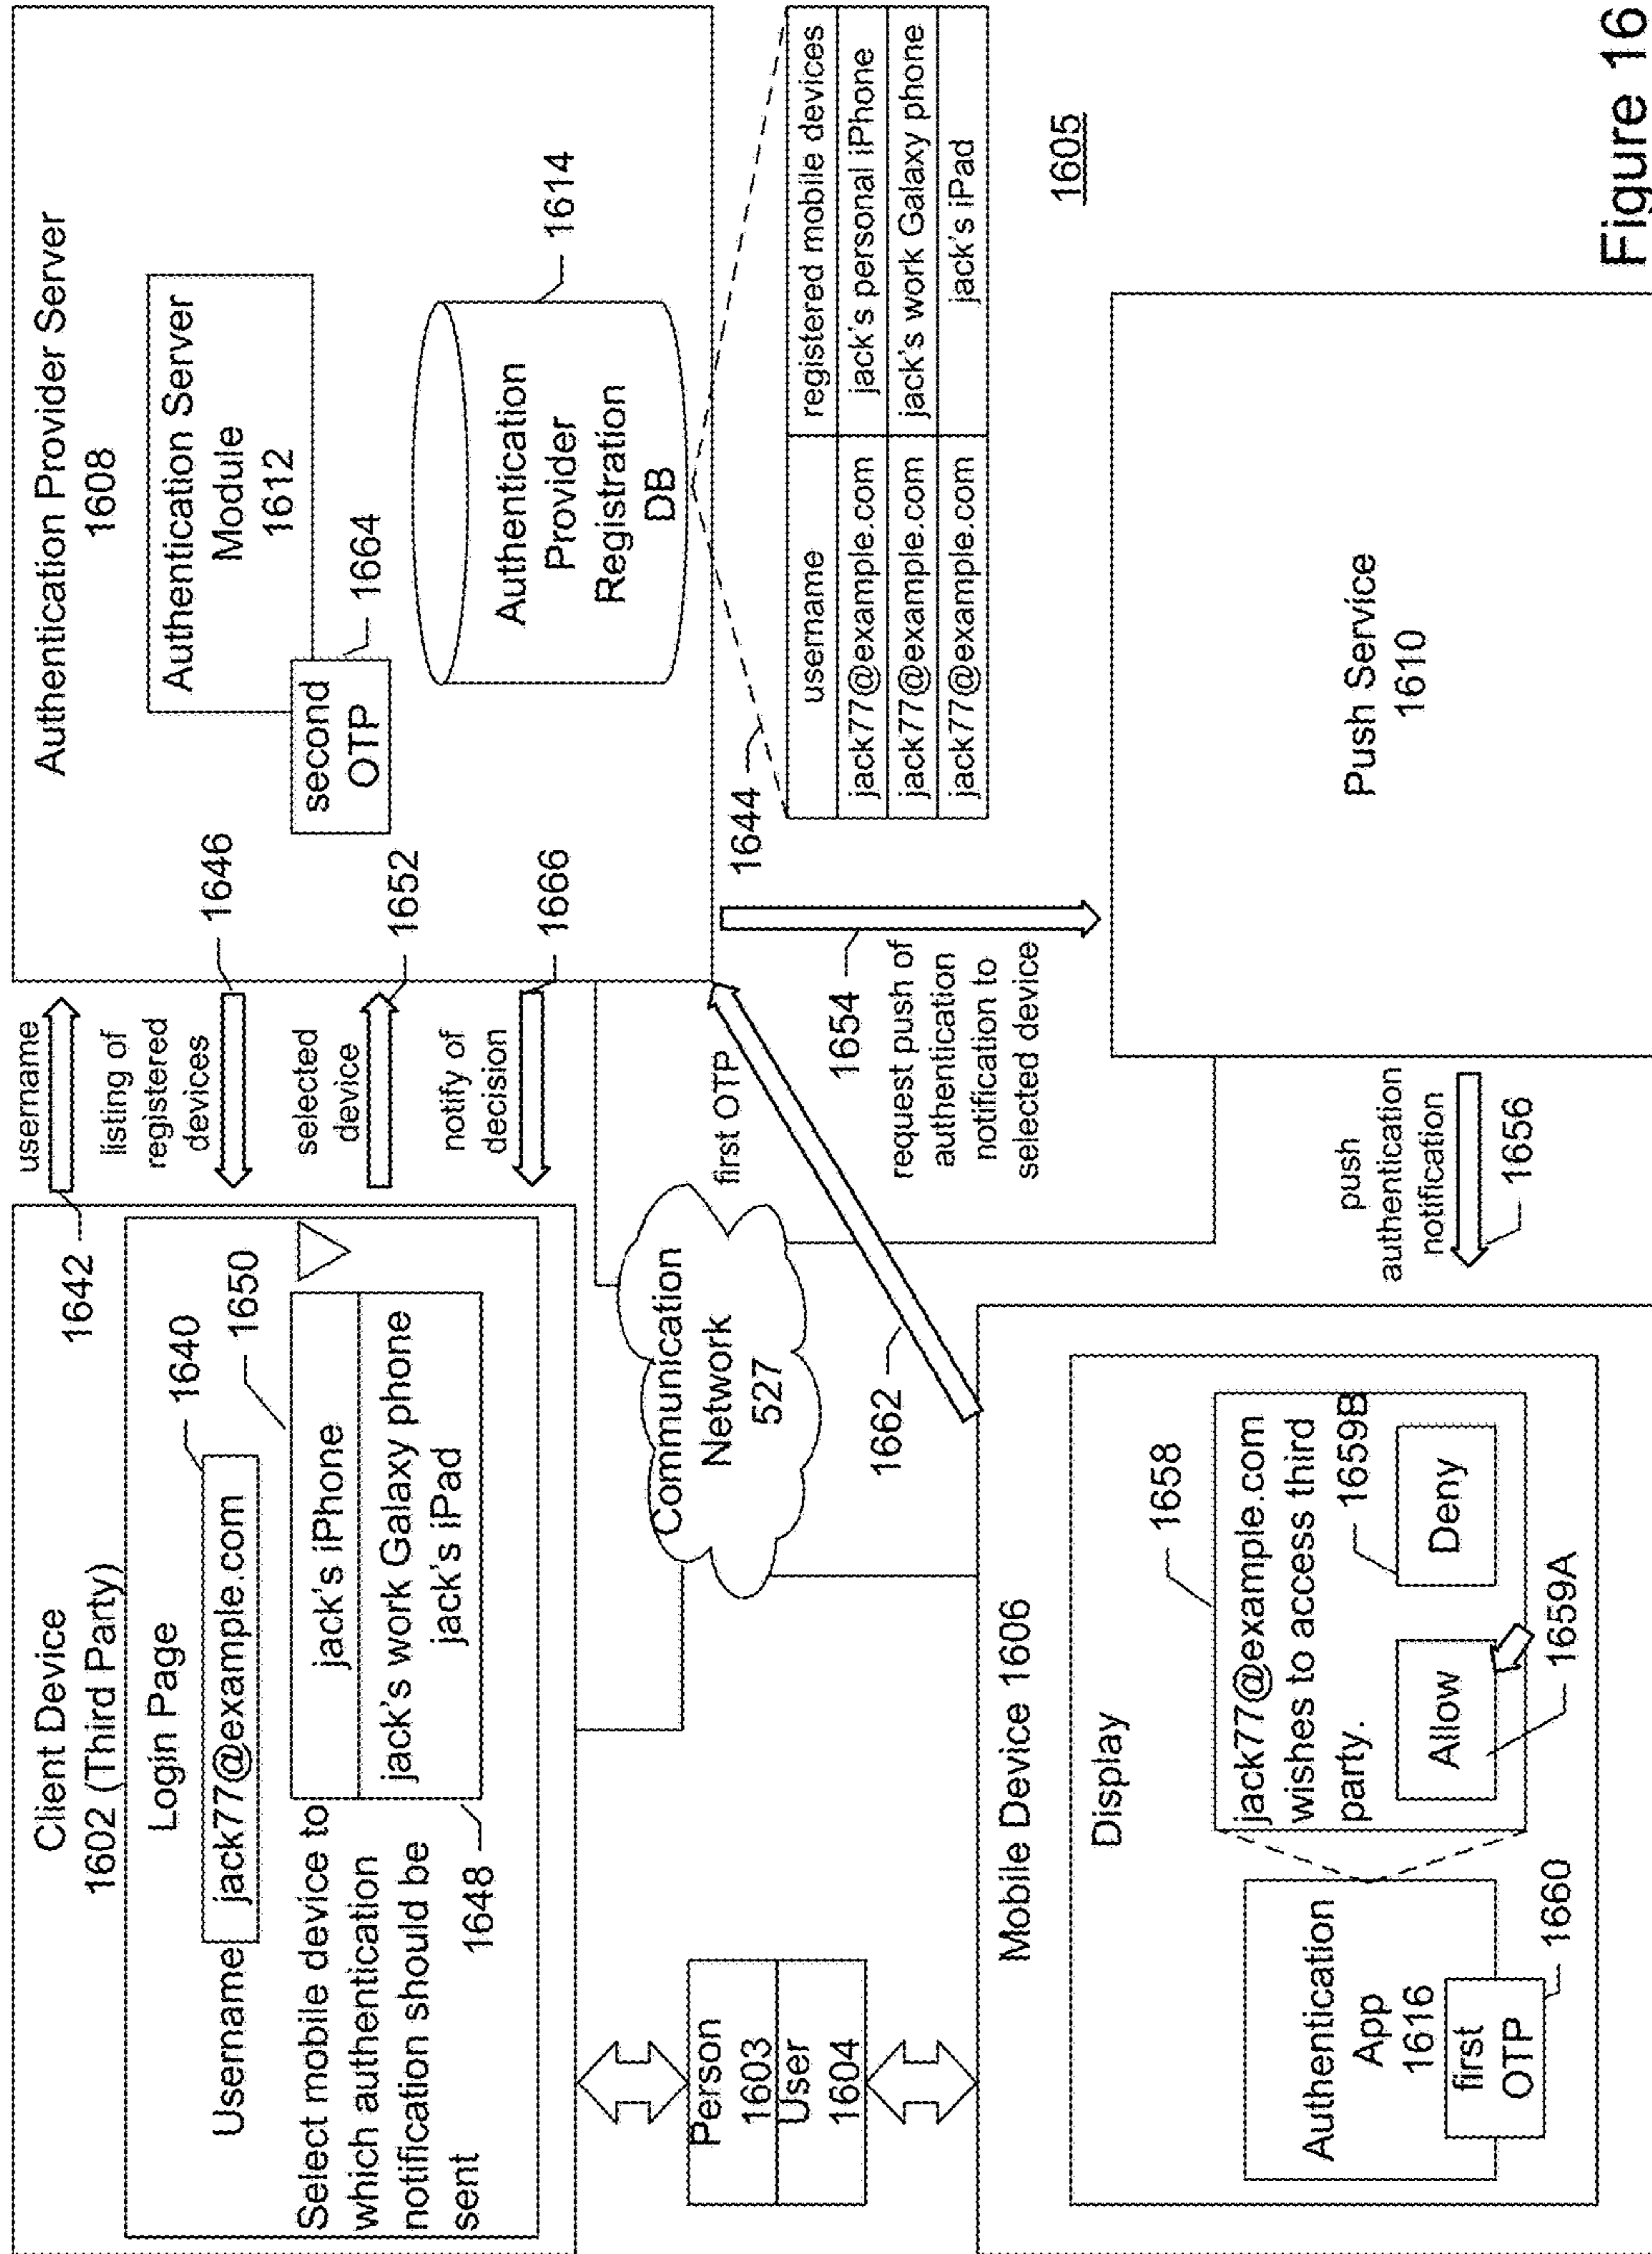 Client Device
1602 (Third Party)
Login Page
Username
jack77@example.com
1640
Select mobile device to
which authentication
notification should be
sent
jack's iPhone
jack's work Galaxy phone
jack's iPad
1650
1648
1642
username
listing of
registered
devices
1646
selected
device
1652
notify of
decision
1666
Authentication Provider Server
1608
Authentication Server
Module
1612
second
OTP
1664
Authentication
Provider
Registration
DB
1614
1644
username
registered mobile devices
jack77@example.com
jack's personal iPhone
jack77@example.com
jack's work Galaxy phone
jack77@example.com
jack's iPad
1605
Person
1603
User
1604
Communication
Network
527
first OTP
1662
1654
request push of
authentication
notification to
selected device
Mobile Device 1606
Display
Authentication
App
1616
first
OTP
1660
1658
jack77@example.com
wishes to access third
party.
1659B
Allow
Deny
1659A
push
authentication
notification
1656
Push Service
1610
Figure 16